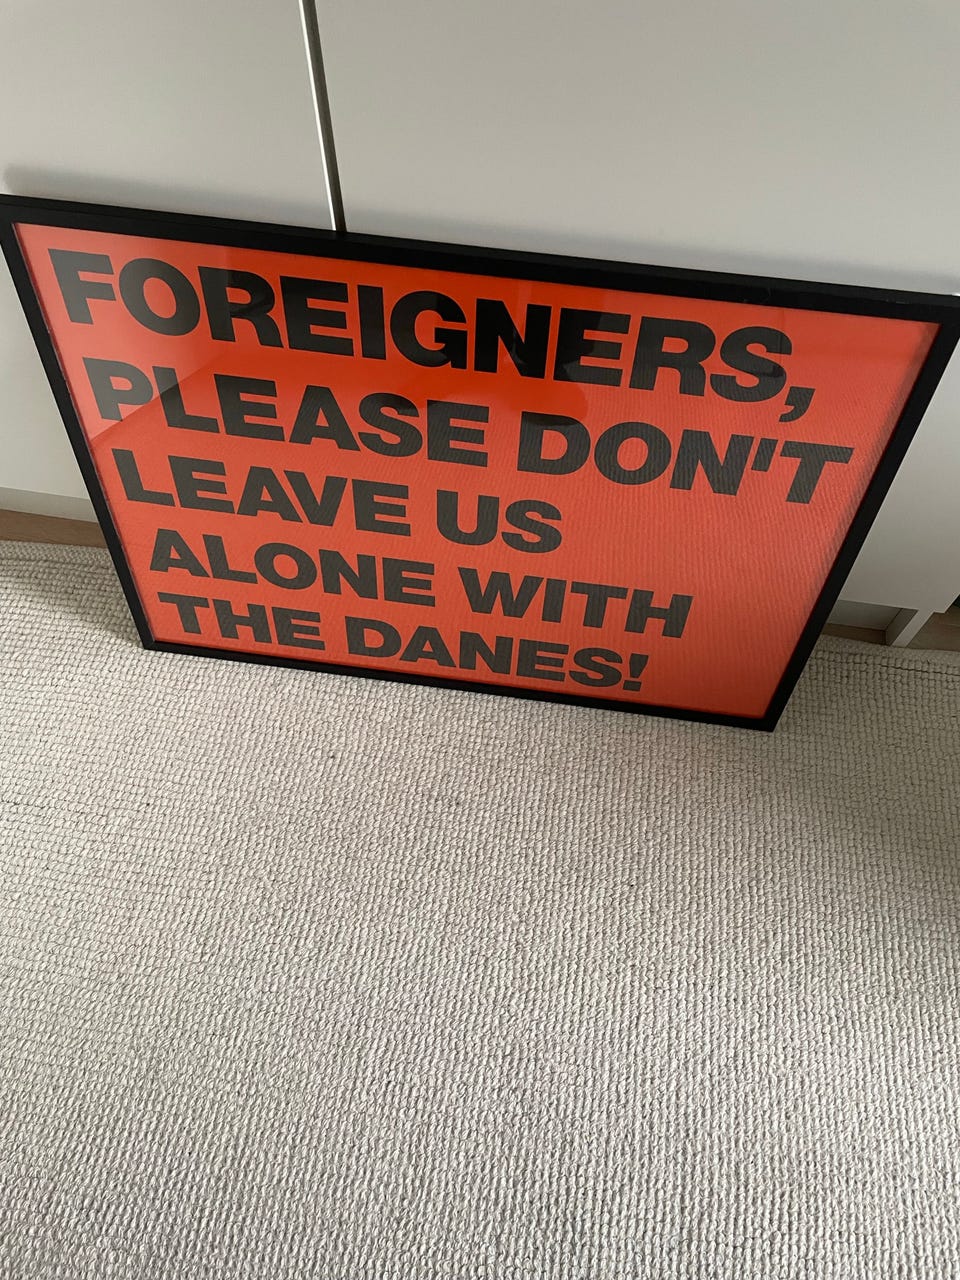 FOREIGNERS,
PLEASE DON'T
LEAVE US
ALONE WITH
THE DANES!